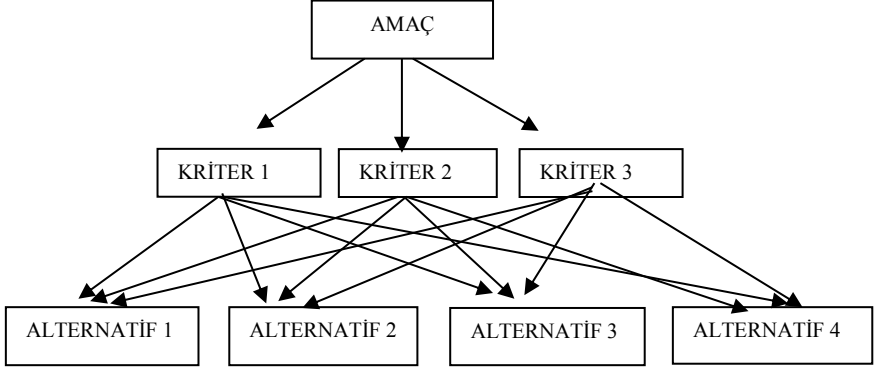 AMAÇ
KRİTER 1
KRİTER 2
KRİTER 3
ALTERNATİF 1
ALTERNATİF 2
ALTERNATİF 3
ALTERNATİF 4